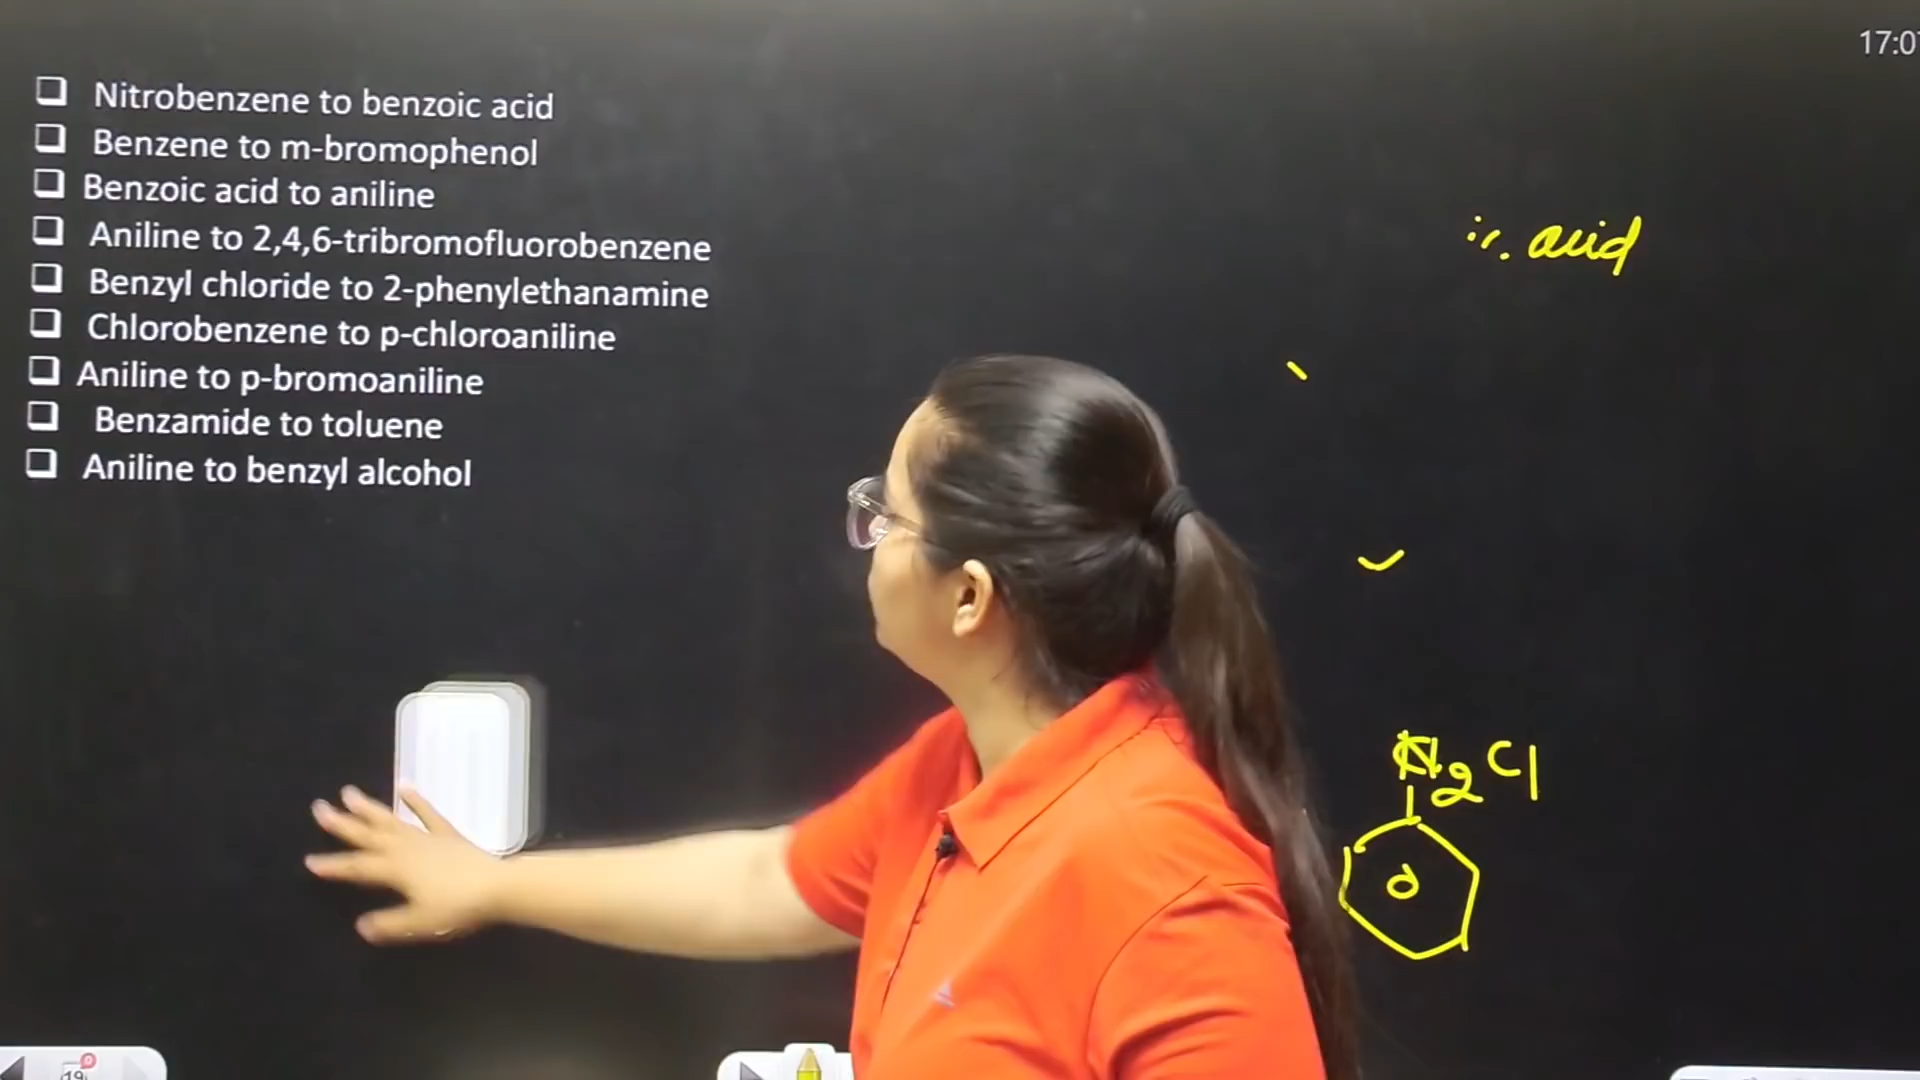 17:0
Nitrobenzene to benzoic acid
Benzene to m-bromophenol
Benzoic acid to aniline
Aniline to 2,4,6-tribromofluorobenzene
Benzyl chloride to 2-phenylethanamine
Chlorobenzene to p-chloroaniline
Aniline to p-bromoaniline
Benzamide to toluene
Aniline to benzyl alcohol
acid
N2Cl
19